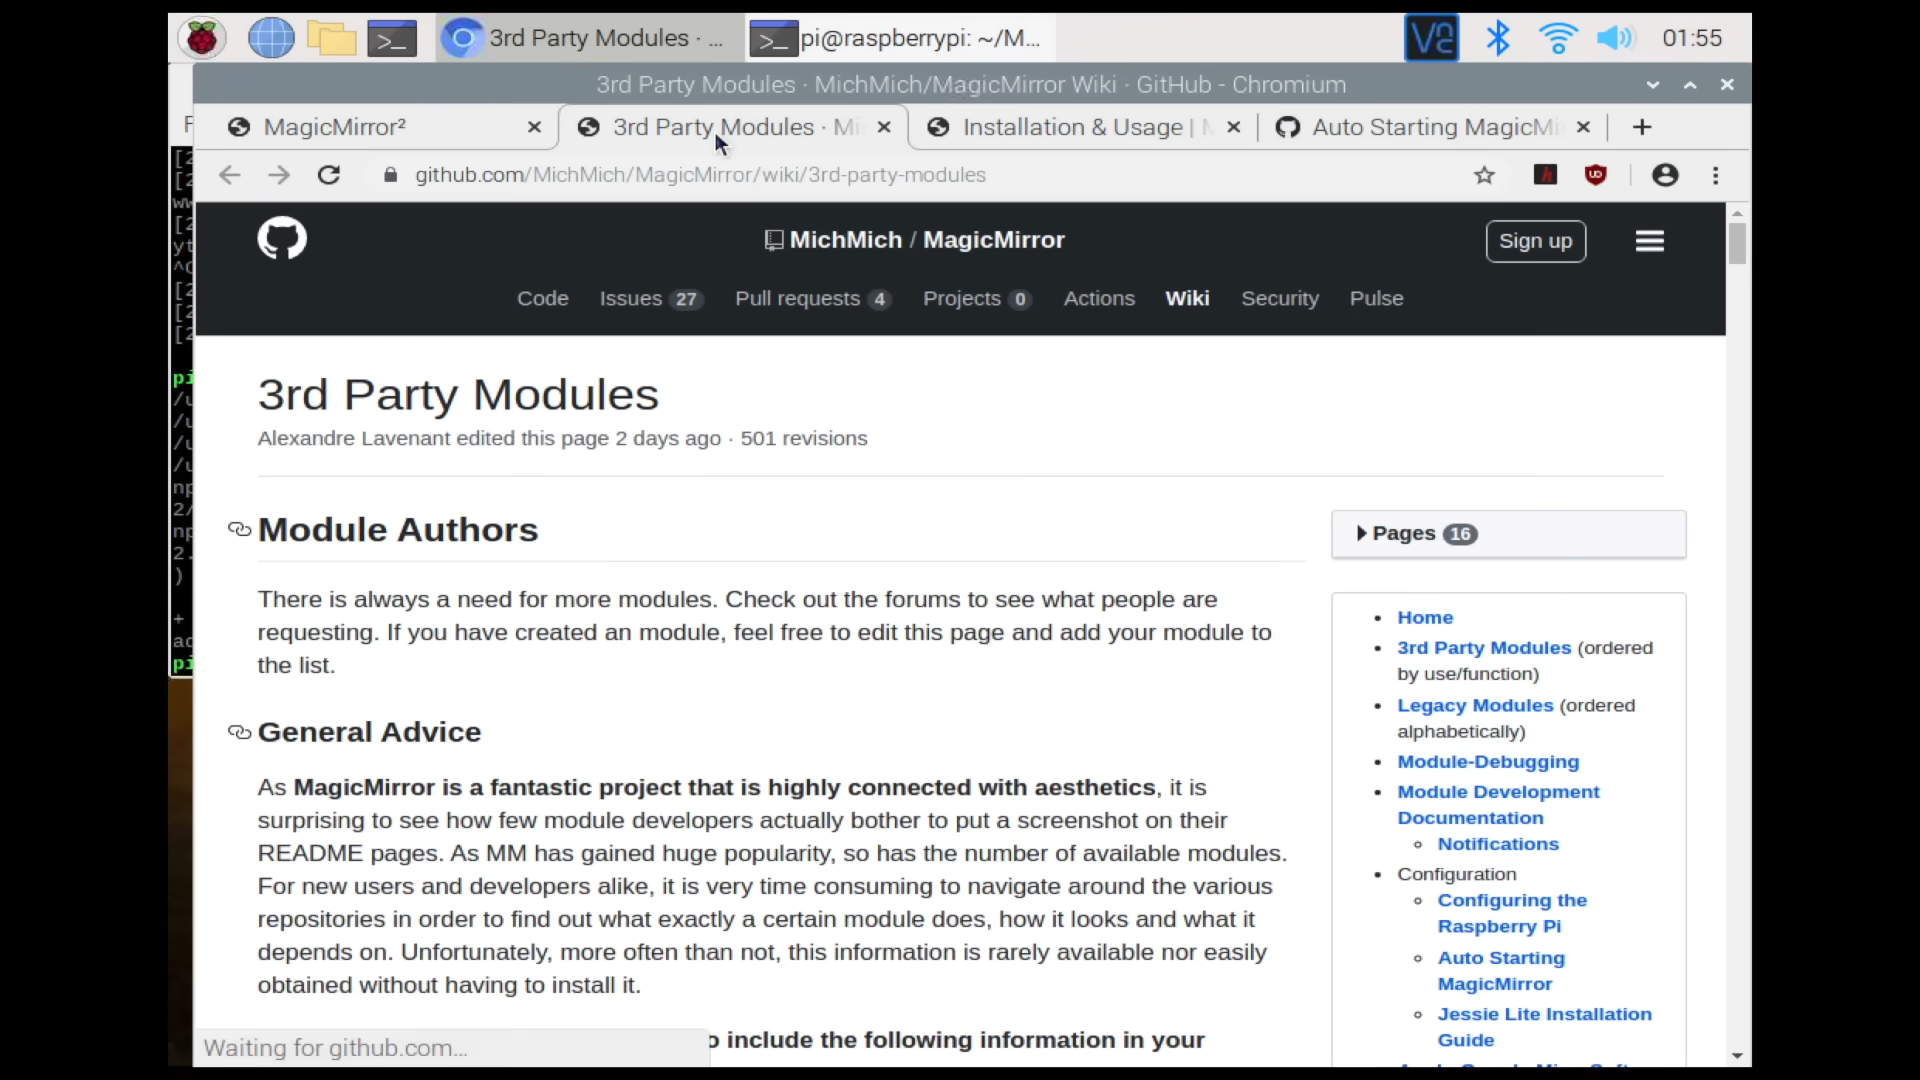 3rd Party Modules · ...
pi@raspberrypi: ~/M...
01:55
3rd Party Modules · MichMich/MagicMirror Wiki · GitHub - Chromium
MagicMirror²
3rd Party Modules · Mi
Installation & Usage |
Auto Starting MagicMi
github.com/MichMich/MagicMirror/wiki/3rd-party-modules
MichMich / MagicMirror
Sign up
Code Issues 27 Pull requests 4 Projects 0 Actions Wiki Security Pulse
3rd Party Modules
Alexandre Lavenant edited this page 2 days ago · 501 revisions
Module Authors
There is always a need for more modules. Check out the forums to see what people are
requesting. If you have created an module, feel free to edit this page and add your module to
the list.
General Advice
As MagicMirror is a fantastic project that is highly connected with aesthetics, it is
surprising to see how few module developers actually bother to put a screenshot on their
README pages. As MM has gained huge popularity, so has the number of available modules.
For new users and developers alike, it is very time consuming to navigate around the various
repositories in order to find out what exactly a certain module does, how it looks and what it
depends on. Unfortunately, more often than not, this information is rarely available nor easily
obtained without having to install it.
o include the following information in your
Waiting for github.com...
Pages 16
Home
3rd Party Modules (ordered
by use/function)
Legacy Modules (ordered
alphabetically)
Module-Debugging
Module Development
Documentation
Notifications
Configuration
Configuring the
Raspberry Pi
Auto Starting
MagicMirror
Jessie Lite Installation
Guide